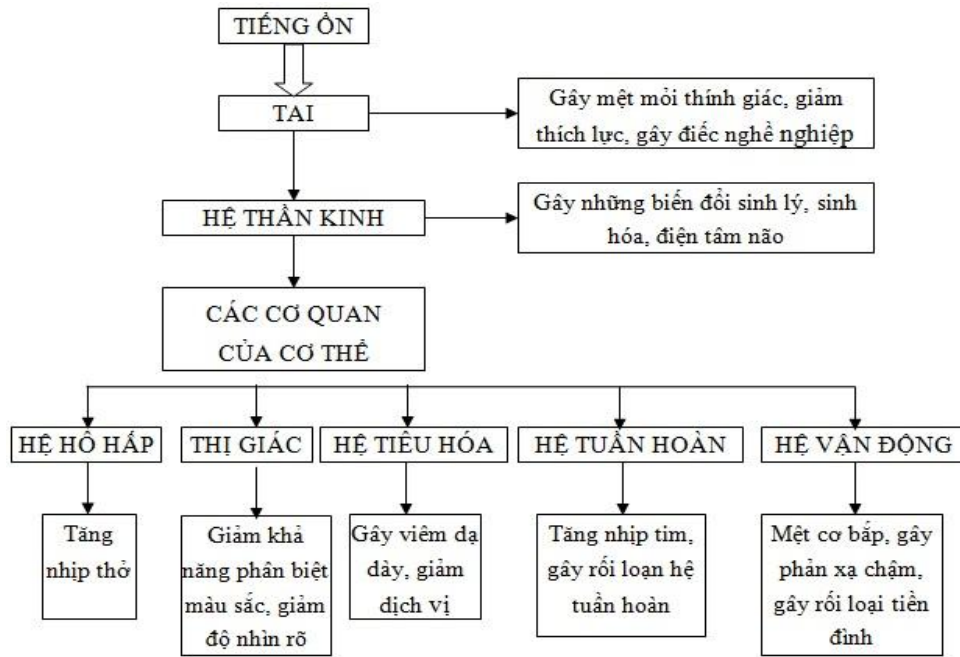 TIẾNG ỒN
TAI
Gây mệt mỏi thính giác, giảm
thích lực, gây điếc nghề nghiệp
HỆ THẦN KINH
Gây những biến đổi sinh lý, sinh
hóa, điện tâm não
CÁC CƠ QUAN
CỦA CƠ THỂ
HỆ HÔ HẤP
THỊ GIÁC
HỆ TIÊU HÓA
HỆ TUẦN HOÀN
HỆ VẬN ĐỘNG
Tăng
nhịp thở
Giảm khả
năng phân biệt
màu sắc, giảm
độ nhìn rõ
Gây viêm dạ
dày, giảm
dịch vị
Tăng nhịp tim,
gây rối loạn hệ
tuần hoàn
Mệt cơ bắp, gây
phản xạ chậm,
gây rối loại tiền
đình